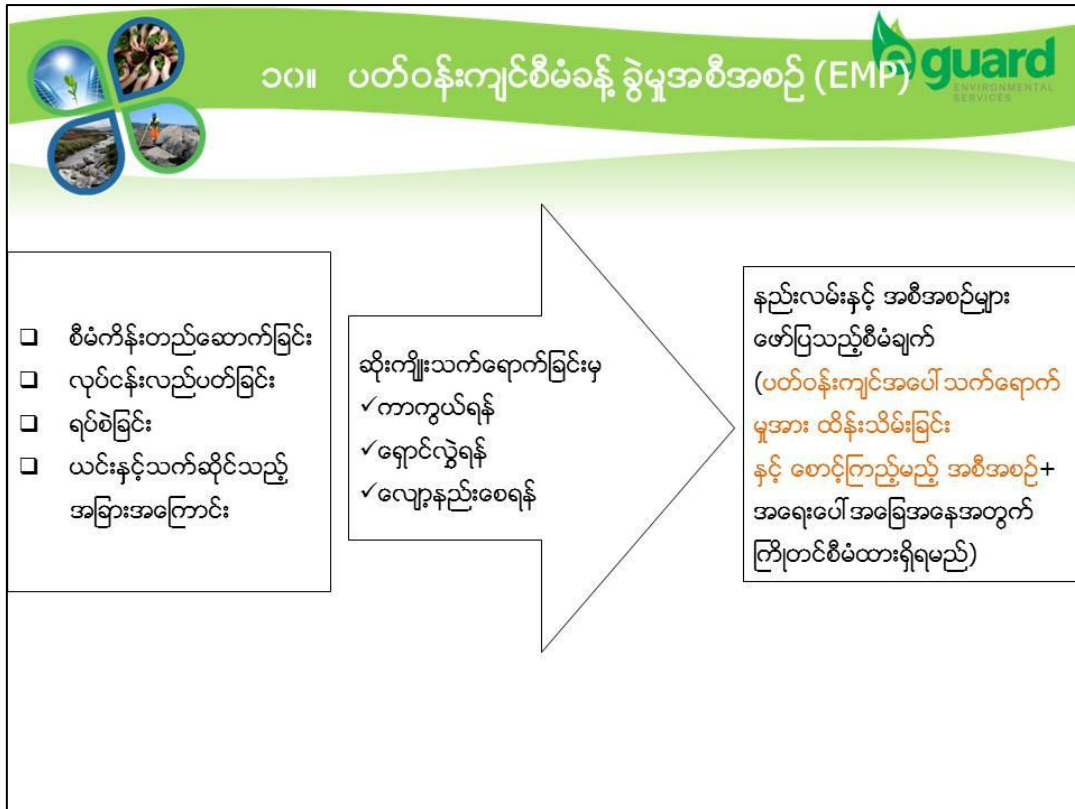 ၁၀။ ပတ်ဝန်းကျင်စီမံခန့်ခွဲမှုအစီအစဉ် (EMP)
eguard
ENVIRONMENTAL
SERVICES
❑ စီမံကိန်းတည်ဆောက်ခြင်း
❑ လုပ်ငန်းလည်ပတ်ခြင်း
❑ ရပ်စဲခြင်း
❑ ယင်းနှင့်သက်ဆိုင်သည့်
အခြားအကြောင်း
ဆိုးကျိုးသက်ရောက်ခြင်းမှ
✓ကာကွယ်ရန်
✓ရှောင်လွှဲရန်
✓လျော့နည်းစေရန်
နည်းလမ်းနှင့် အစီအစဉ်များ
ဖော်ပြသည့်စီမံချက်
(ပတ်ဝန်းကျင်အပေါ် သက်ရောက်
မှုအား ထိန်းသိမ်းခြင်း
နှင့် စောင့်ကြည့်မည့် အစီအစဉ်+
အရေးပေါ် အခြေအနေအတွက်
ကြိုတင်စီမံထားရှိရမည်)